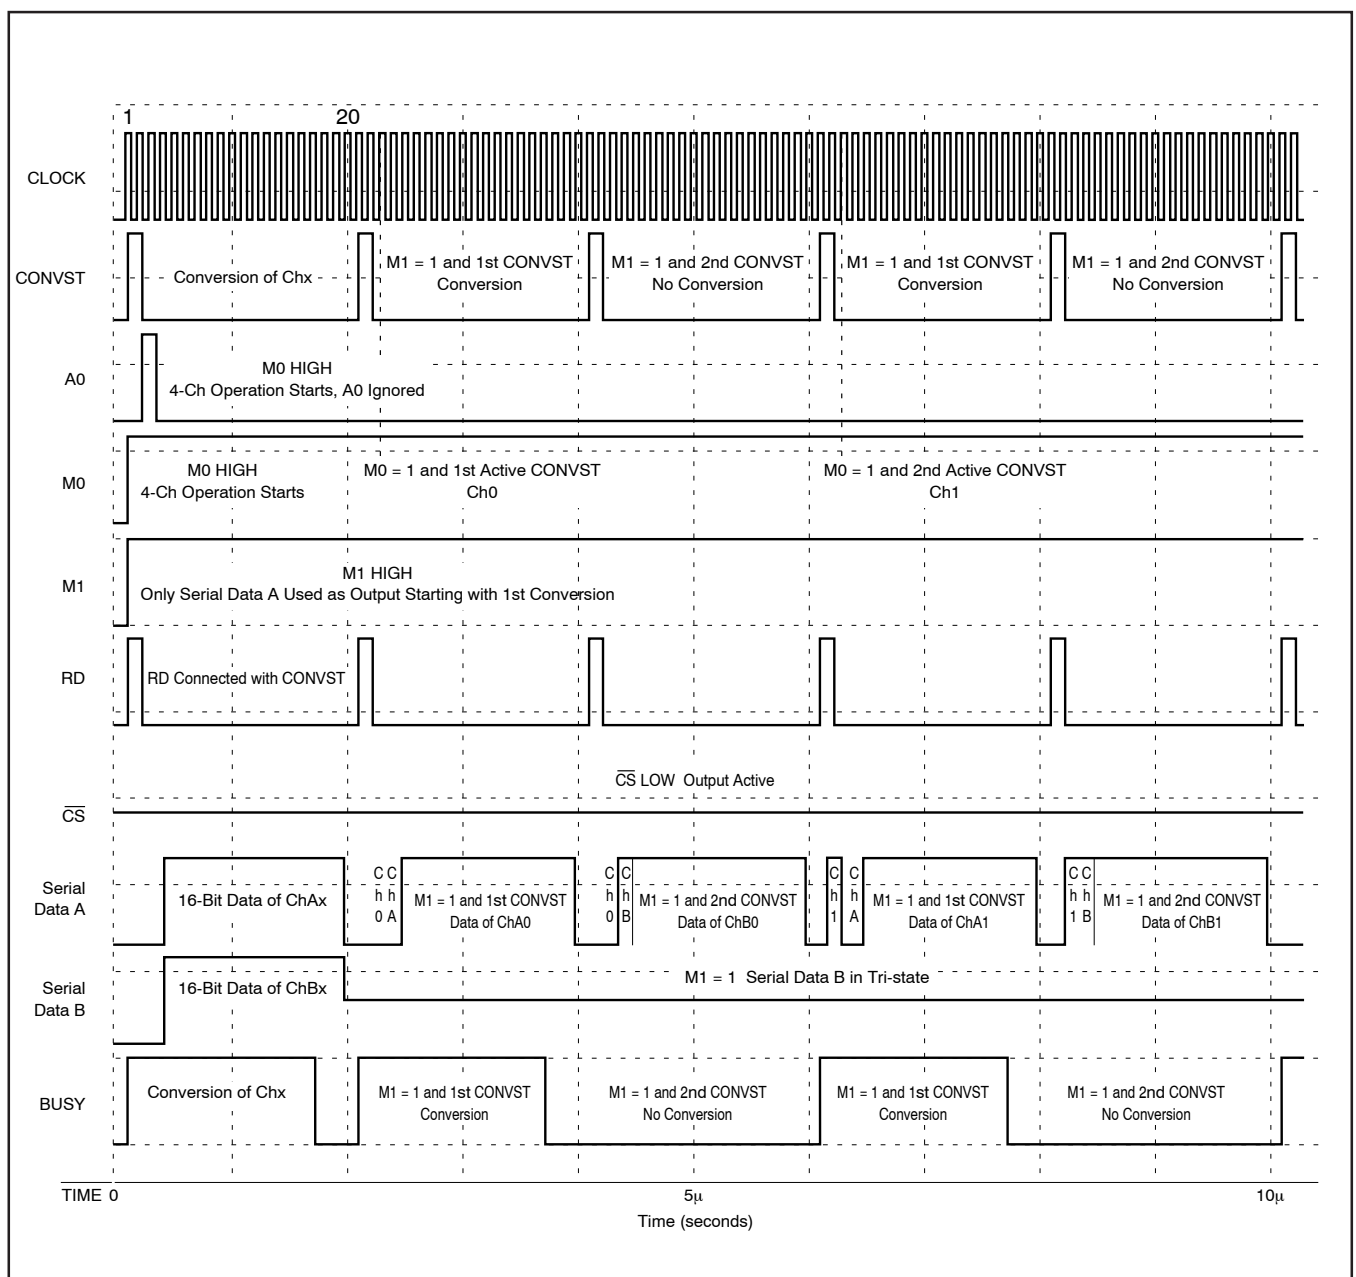 1 20
CLOCK
CONVST
Conversion of Chx
M1 = 1 and 1st CONVST
Conversion
M1 = 1 and 2nd CONVST
No Conversion
M1 = 1 and 1st CONVST
Conversion
M1 = 1 and 2nd CONVST
No Conversion
A0
M0 HIGH
4-Ch Operation Starts, A0 Ignored
M0
M0 HIGH
4-Ch Operation Starts
M0 = 1 and 1st Active CONVST
Ch0
M0 = 1 and 2nd Active CONVST
Ch1
M1
M1 HIGH
Only Serial Data A Used as Output Starting with 1st Conversion
RD
RD Connected with CONVST
CS LOW Output Active
CS
Serial
Data A
16-Bit Data of ChAx
Ch0
ChA
M1 = 1 and 1st CONVST
Data of ChA0
Ch0
ChB
M1 = 1 and 2nd CONVST
Data of ChB0
Ch1
ChA
M1 = 1 and 1st CONVST
Data of ChA1
Ch1
ChB
M1 = 1 and 2nd CONVST
Data of ChB1
Serial
Data B
16-Bit Data of ChBx
M1 = 1 Serial Data B in Tri-state
BUSY
Conversion of Chx
M1 = 1 and 1st CONVST
Conversion
M1 = 1 and 2nd CONVST
No Conversion
M1 = 1 and 1st CONVST
Conversion
M1 = 1 and 2nd CONVST
No Conversion
TIME 0 5μ 10μ
Time (seconds)